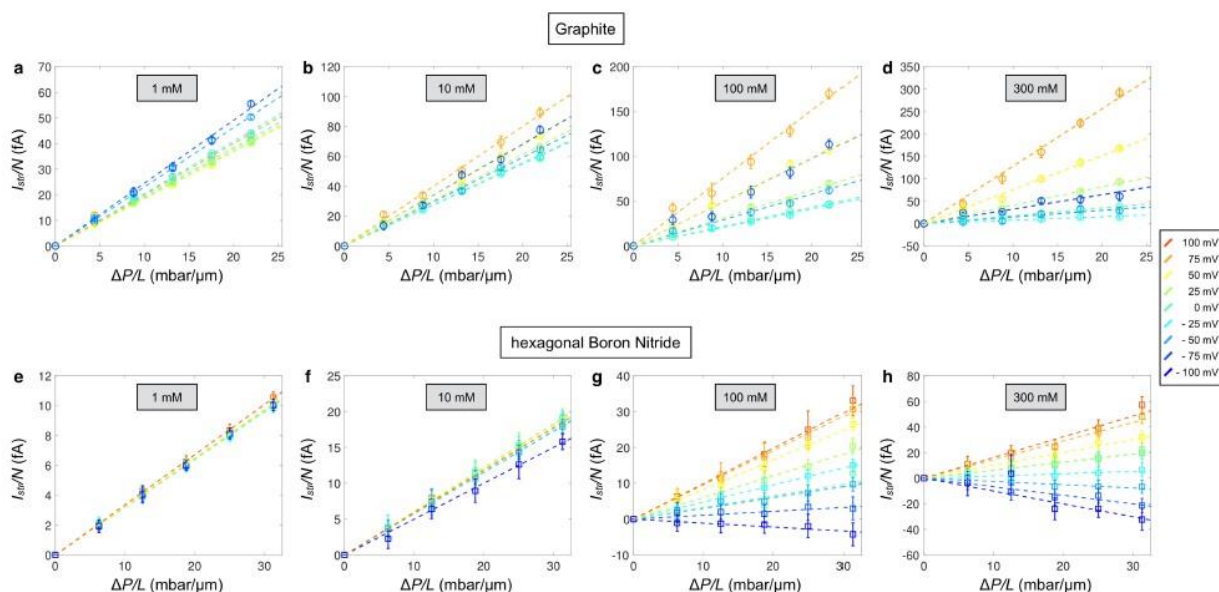 Graphite
a
b
c
d
1 mM
10 mM
100 mM
300 mM
70
60
50
40
30
20
10
0
120
100
80
60
40
20
0
200
150
100
50
0
350
300
250
200
150
100
50
0
-50
I_str/N (fA)
I_str/N (fA)
I_str/N (fA)
I_str/N (fA)
0 5 10 15 20 25
0 5 10 15 20 25
0 5 10 15 20 25
0 5 10 15 20 25
ΔP/L (mbar/μm)
ΔP/L (mbar/μm)
ΔP/L (mbar/μm)
ΔP/L (mbar/μm)
100 mV
75 mV
50 mV
25 mV
0 mV
- 25 mV
- 50 mV
- 75 mV
- 100 mV
hexagonal Boron Nitride
e
f
g
h
1 mM
10 mM
100 mM
300 mM
12
10
8
6
4
2
0
25
20
15
10
5
0
40
30
20
10
0
-10
80
60
40
20
0
-20
-40
-60
I_str/N (fA)
I_str/N (fA)
I_str/N (fA)
I_str/N (fA)
0 10 20 30
0 10 20 30
0 10 20 30
0 10 20 30
ΔP/L (mbar/μm)
ΔP/L (mbar/μm)
ΔP/L (mbar/μm)
ΔP/L (mbar/μm)